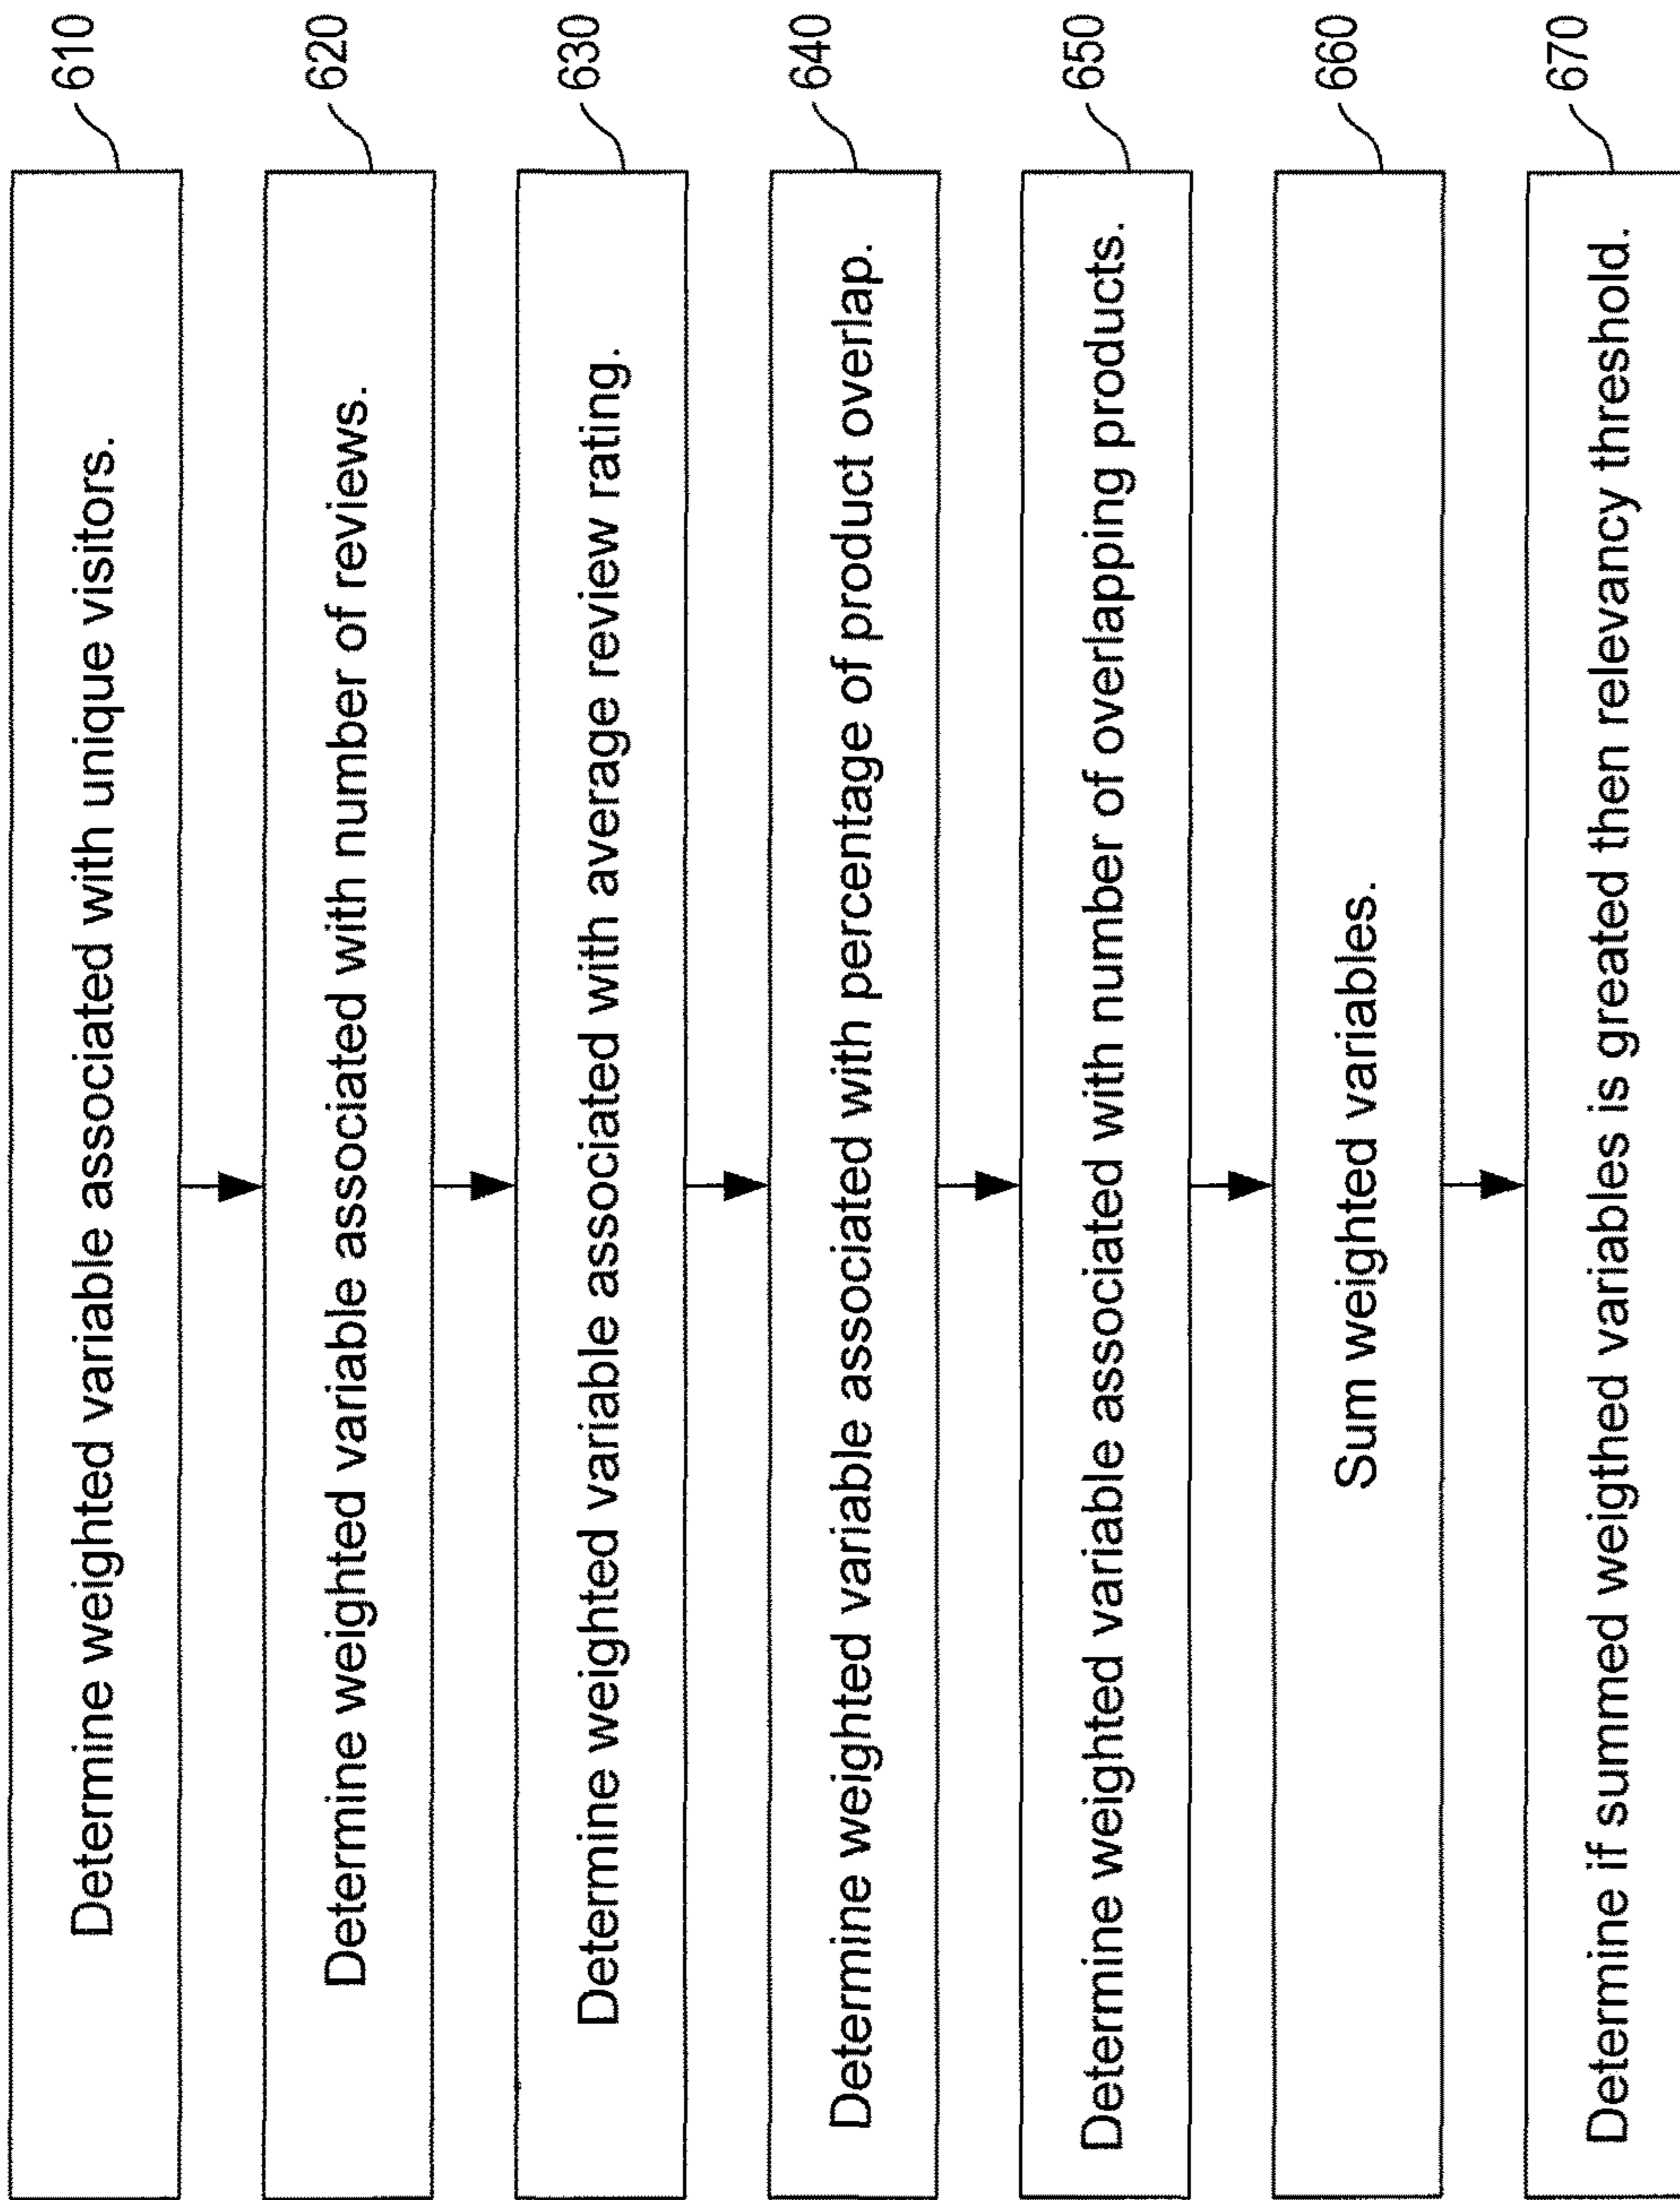 Determine weighted variable associated with unique visitors.
610
Determine weighted variable associated with number of reviews.
620
Determine weighted variable associated with average review rating.
630
Determine weighted variable associated with percentage of product overlap.
640
Determine weighted variable associated with number of overlapping products.
650
Sum weighted variables.
660
Determine if summed weigthed variables is greated then relevancy threshold.
670